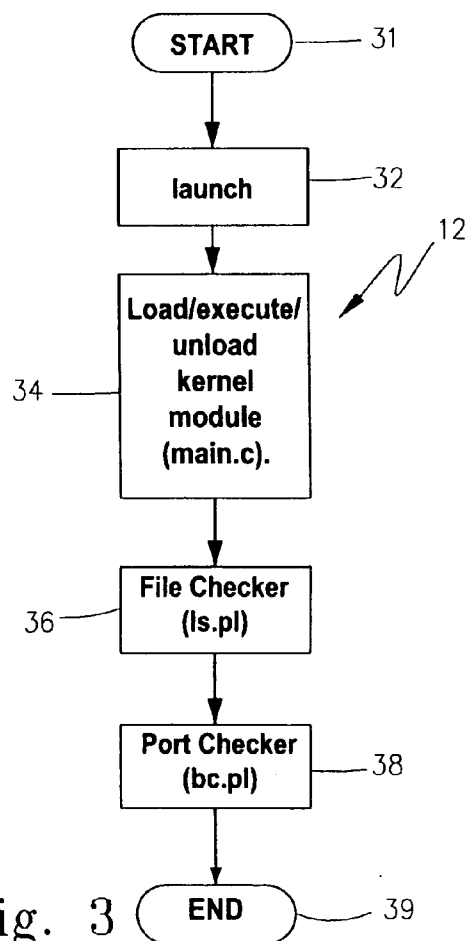 START
31
launch
32
12
Load/execute/
unload
kernel
module
(main.c).
34
File Checker
(ls.pl)
36
Port Checker
(bc.pl)
38
ig. 3
END
39